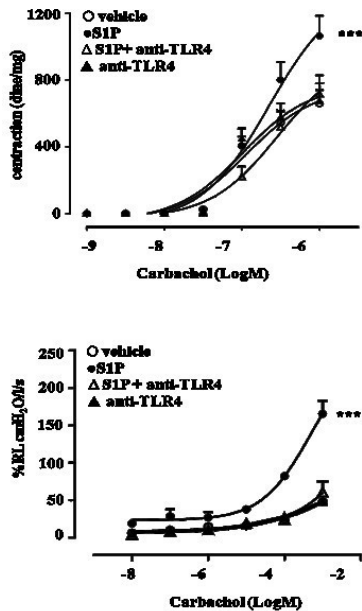 1200
800
400
0
contraction (dine/mg)
vehicle
S1P
S1P+ anti-TLR4
anti-TLR4
***
-9 -8 -7 -6
Carbachol (LogM)
250
200
150
100
50
0
%RL cmH₂O/l/s
vehicle
S1P
S1P+ anti-TLR4
anti-TLR4
***
-8 -6 -4 -2
Carbachol (LogM)